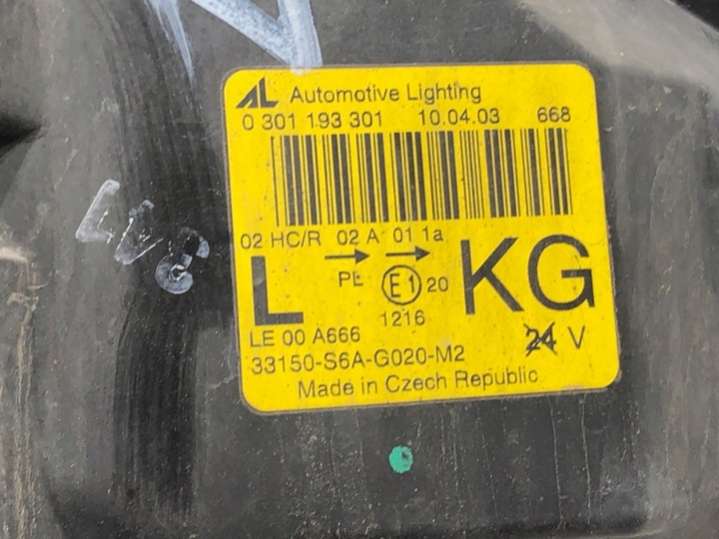 AL Automotive Lighting
0 301 193 301 10.04.03 668
02 HC/R 02 A 01 1a
L PL E1 20 KG
1216
LE 00 A666 24 V
33150-S6A-G020-M2
Made in Czech Republic